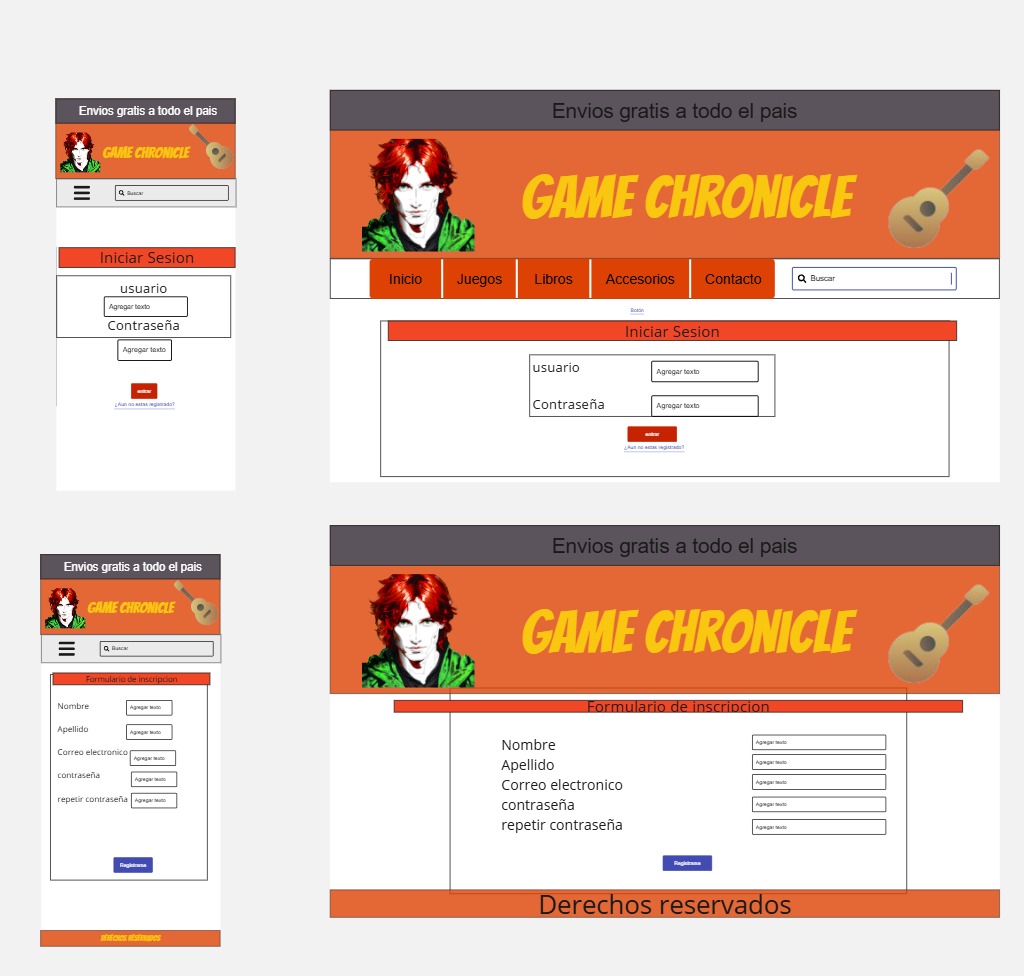 Envios gratis a todo el pais
GAME CHRONICLE
Buscar
Iniciar Sesion
usuario
Agregar texto
Contraseña
Agregar texto
entrar
¿Aun no estas registrado?
Envios gratis a todo el pais
GAME CHRONICLE
Inicio Juegos Libros Accesorios Contacto Buscar
Botón
Iniciar Sesion
usuario Agregar texto
Contraseña Agregar texto
entrar
¿Aun no estas registrado?
Envios gratis a todo el pais
GAME CHRONICLE
Buscar
Formulario de inscripcion
Nombre Agregar texto
Apellido Agregar texto
Correo electronico Agregar texto
contraseña Agregar texto
repetir contraseña Agregar texto
Registrarse
DERECHOS RESERVADOS
Envios gratis a todo el pais
GAME CHRONICLE
Formulario de inscripcion
Nombre Agregar texto
Apellido Agregar texto
Correo electronico Agregar texto
contraseña Agregar texto
repetir contraseña Agregar texto
Registrarse
Derechos reservados